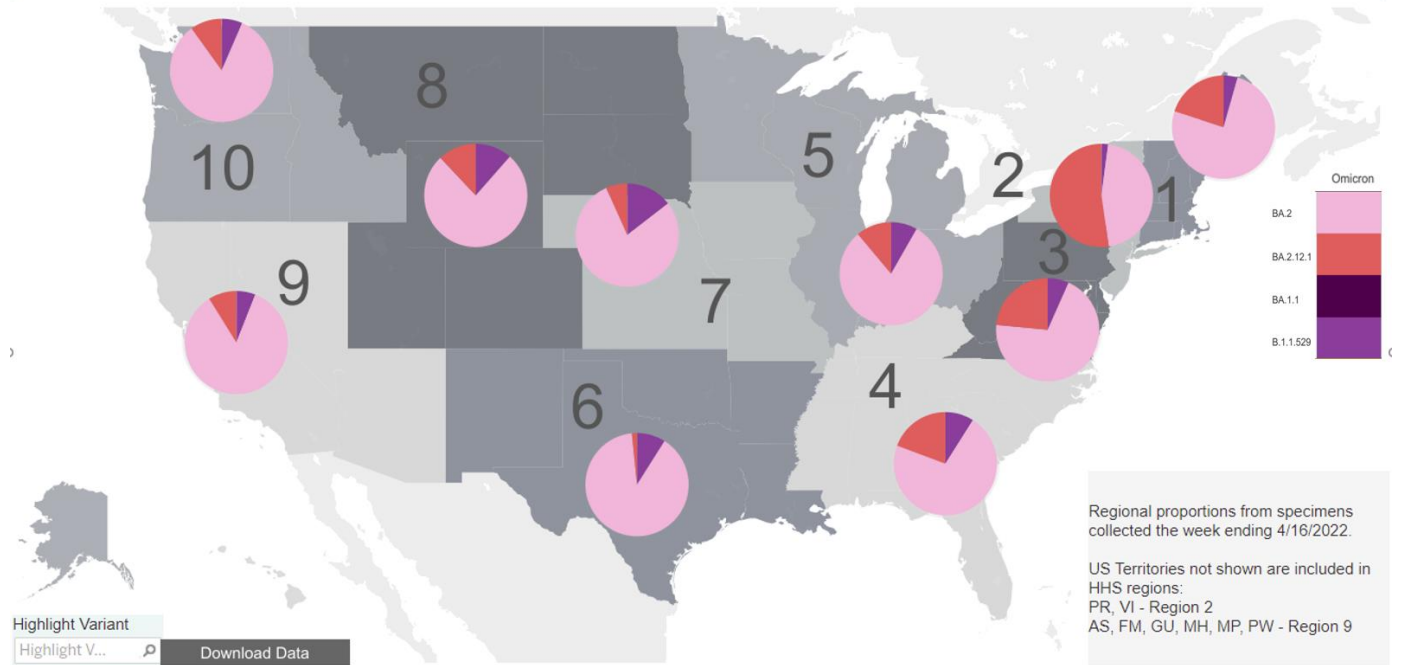 8
10
5
2
1
9
3
7
4
6
Omicron
BA.2
BA.2.12.1
BA.1.1
B.1.1.529
Regional proportions from specimens
collected the week ending 4/16/2022.
US Territories not shown are included in
HHS regions:
PR, VI - Region 2
AS, FM, GU, MH, MP, PW - Region 9
Highlight Variant
Highlight V...
Download Data